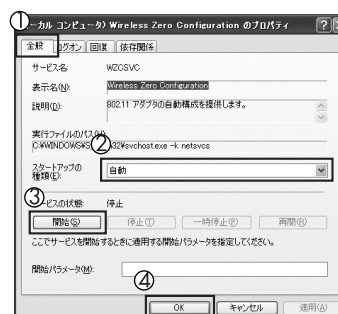 ①
ーカル コンピュータ) Wireless Zero Configuration のプロパティ
全般 ログオン 回復 依存関係
サービス名: WZCSVC
表示名(N): Wireless Zero Configuration
説明(D): 802.11 アダプタの自動構成を提供します。
実行ファイルのパス
C:¥WINDOWS¥S 32¥svchost.exe -k netsvcs
②
スタートアップの種類(E): 自動
③
サービスの状態: 停止
開始(S) 停止(T) 一時停止(P) 再開(R)
ここでサービスを開始するときに適用する開始パラメータを指定してください。
開始パラメータ(M):
④
OK キャンセル 適用(A)